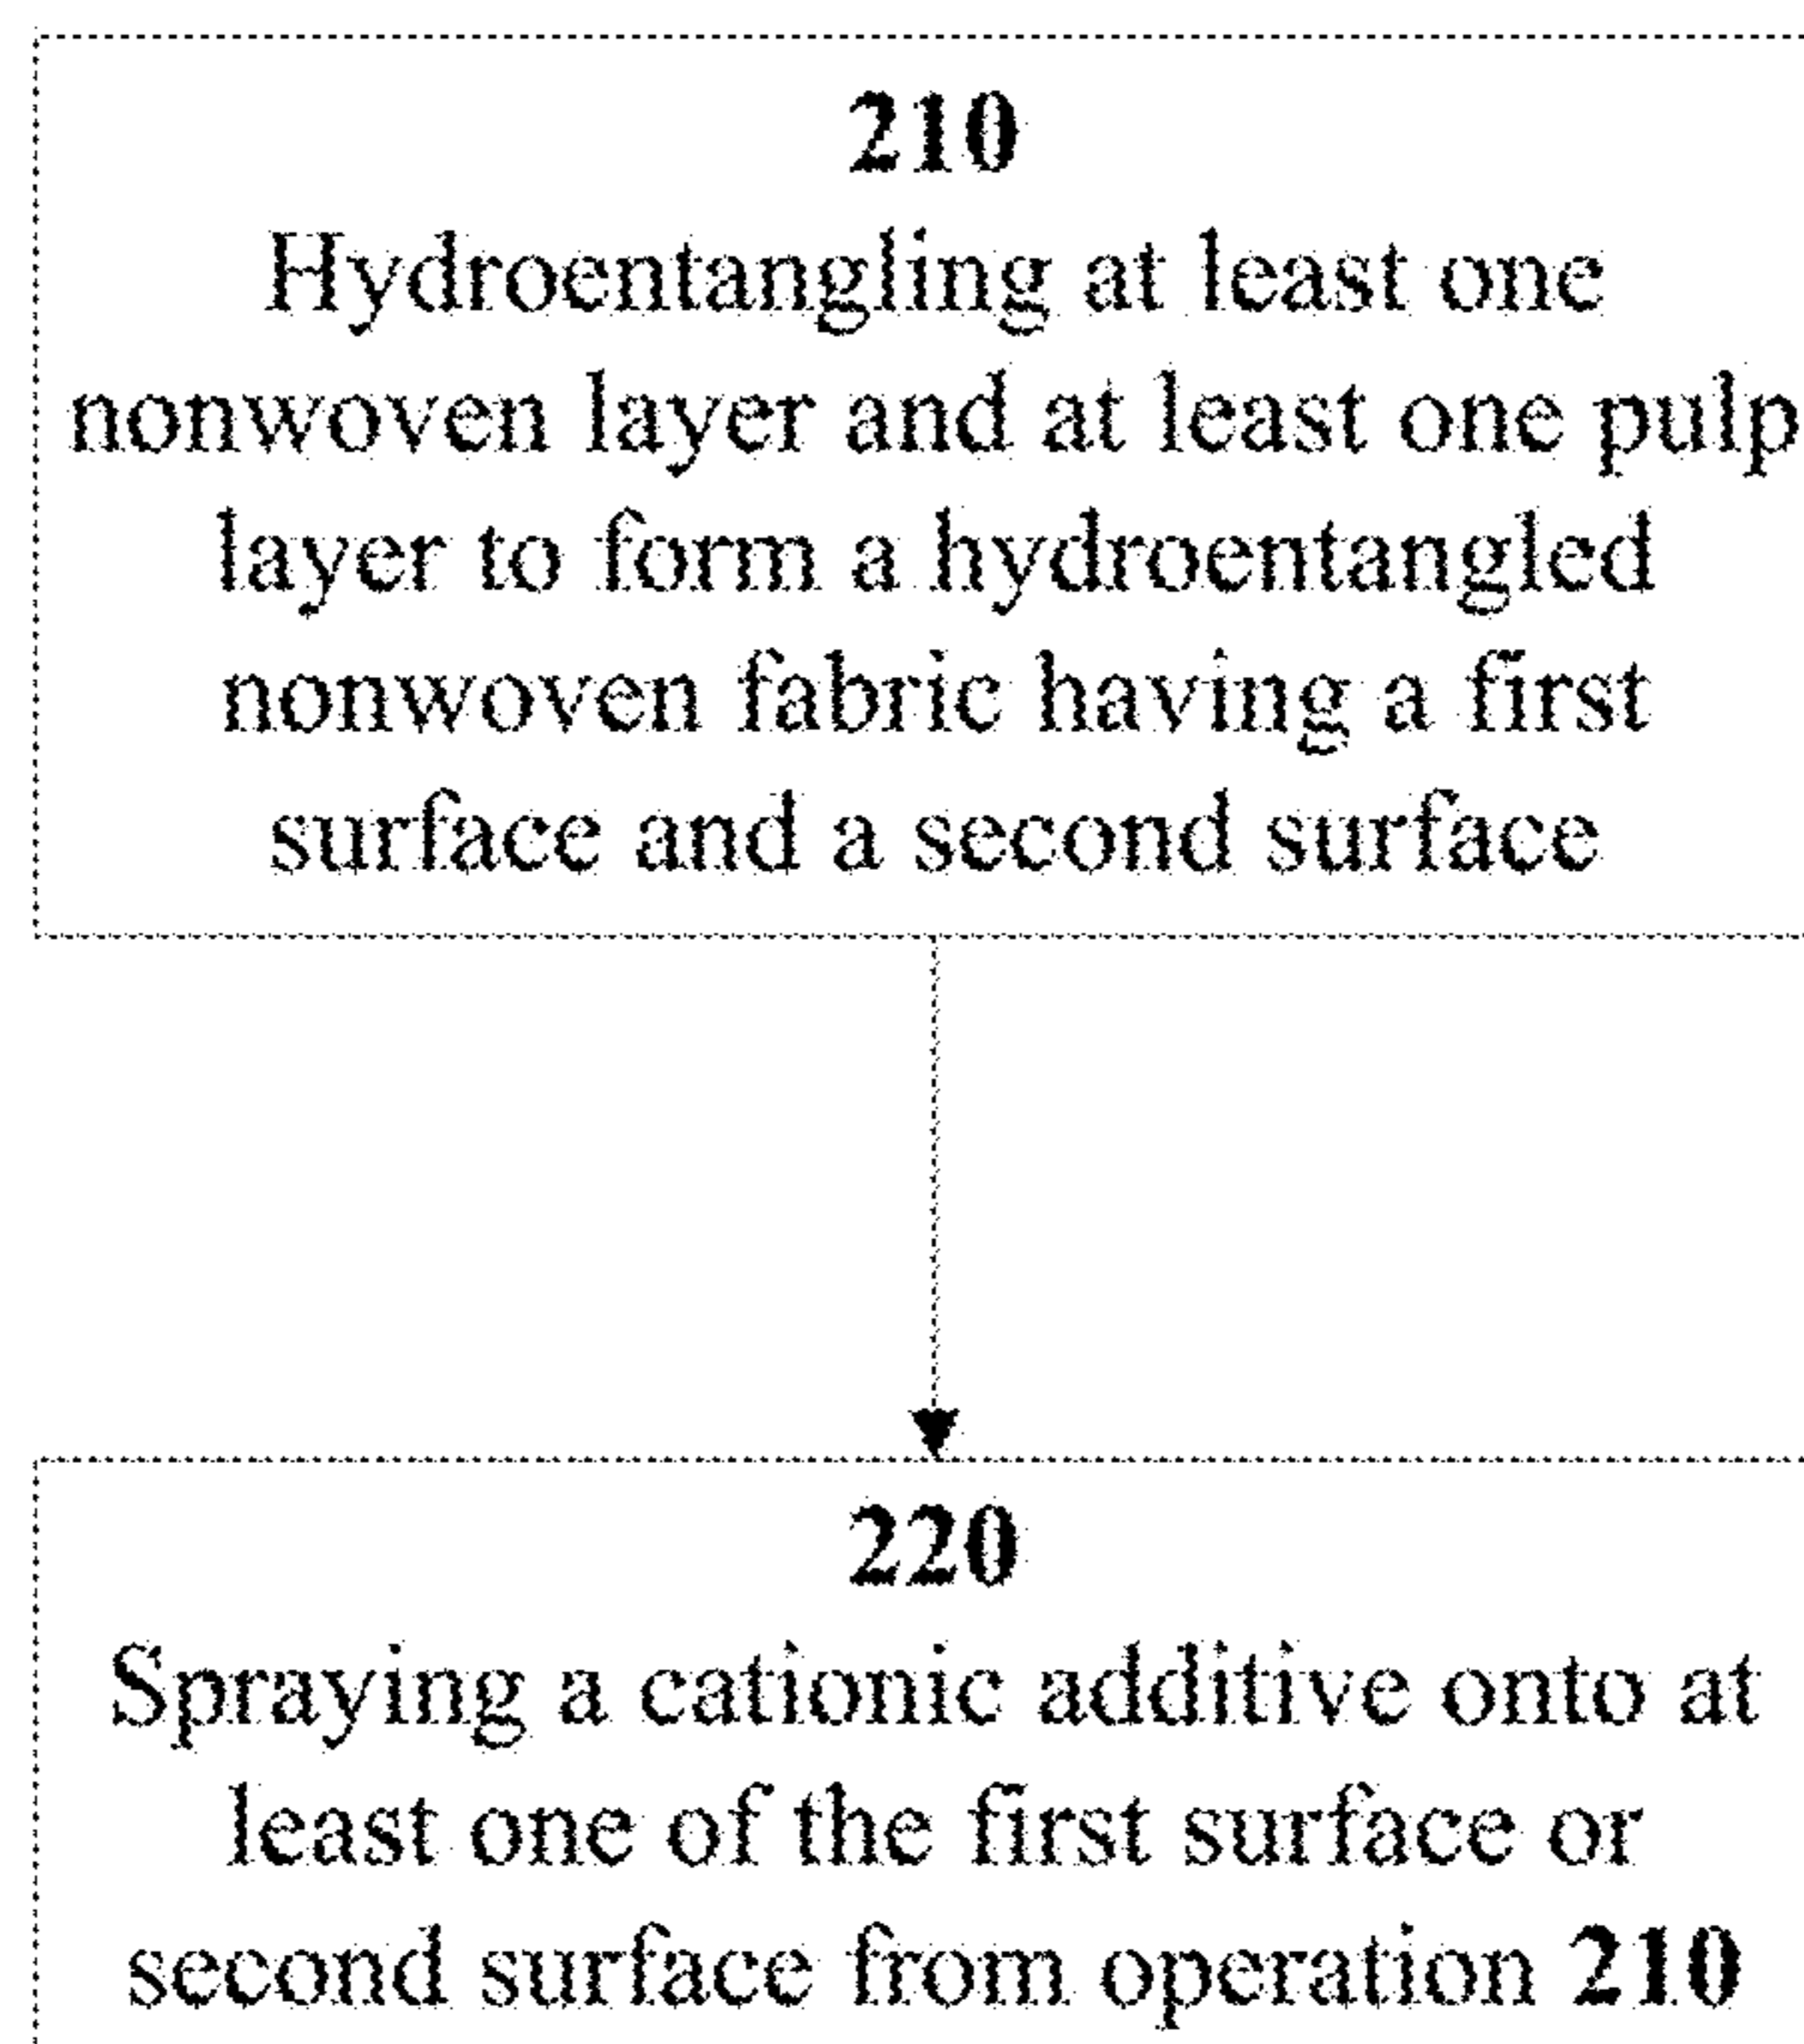 210
Hydroentangling at least one
nonwoven layer and at least one pulp
layer to form a hydroentangled
nonwoven fabric having a first
surface and a second surface
220
Spraying a cationic additive onto at
least one of the first surface or
second surface from operation 210